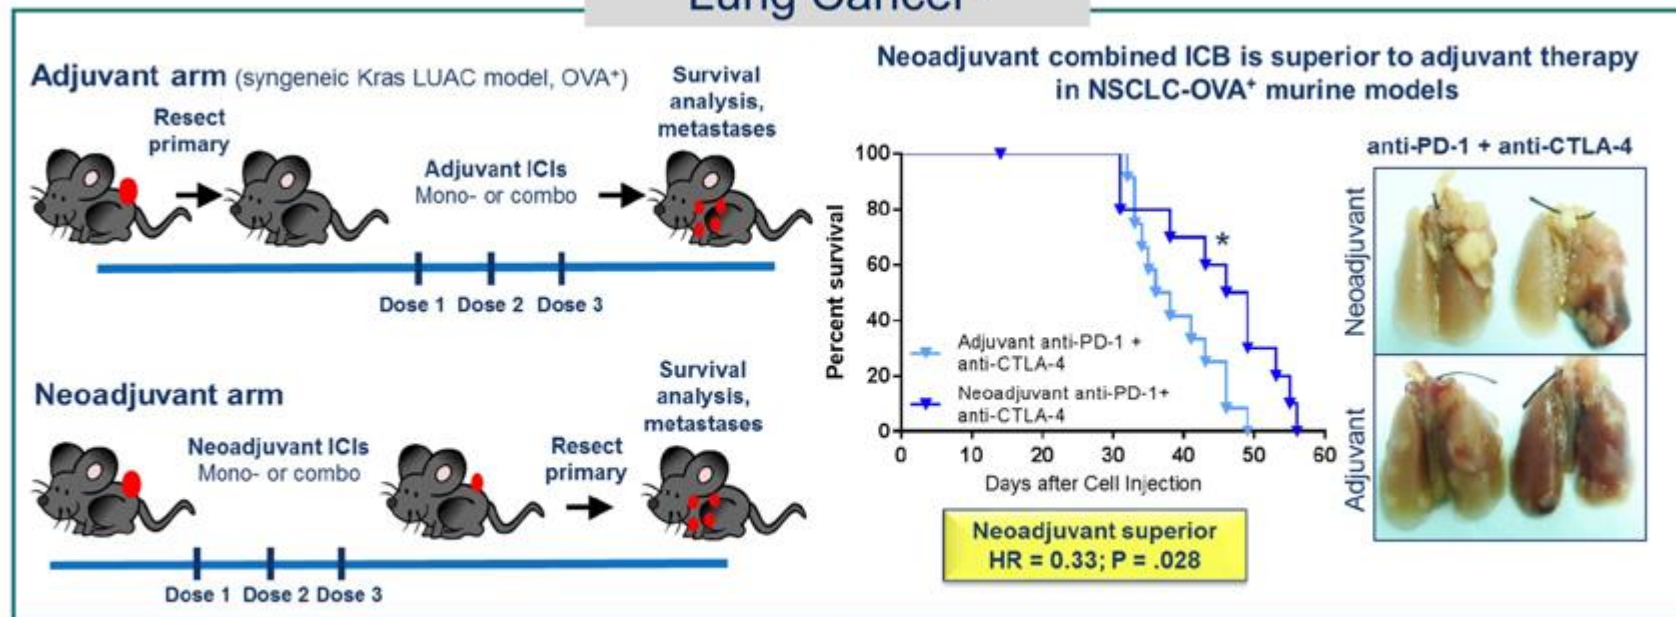 Lung Cancer
Adjuvant arm (syngeneic Kras LUAC model, OVA⁺)
Resect
primary
Adjuvant ICIs
Mono- or combo
Survival
analysis,
metastases
Dose 1 Dose 2 Dose 3
Neoadjuvant arm
Neoadjuvant ICIs
Mono- or combo
Resect
primary
Survival
analysis,
metastases
Dose 1 Dose 2 Dose 3
Neoadjuvant combined ICB is superior to adjuvant therapy
in NSCLC-OVA⁺ murine models
Percent survival
100
80
60
40
20
0
*
Adjuvant anti-PD-1 +
anti-CTLA-4
Neoadjuvant anti-PD-1+
anti-CTLA-4
0 10 20 30 40 50 60
Days after Cell Injection
Neoadjuvant superior
HR = 0.33; P = .028
anti-PD-1 + anti-CTLA-4
Neoadjuvant
Adjuvant